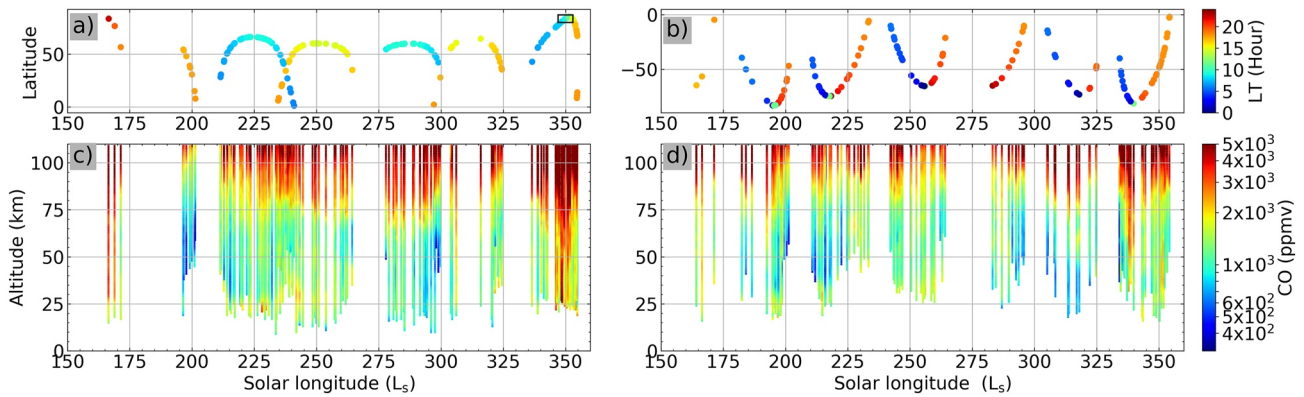 a)
Latitude
50
0
150 175 200 225 250 275 300 325 350
b)
0
−50
150 175 200 225 250 275 300 325 350
20
15
10
5
0
LT (Hour)
c)
Altitude (km)
100
75
50
25
0
150 175 200 225 250 275 300 325 350
Solar longitude (Ls)
d)
100
75
50
25
0
150 175 200 225 250 275 300 325 350
Solar longitude (Ls)
5x10³
4x10³
3x10³
2x10³
1x10³
6x10²
5x10²
4x10²
CO (ppmv)